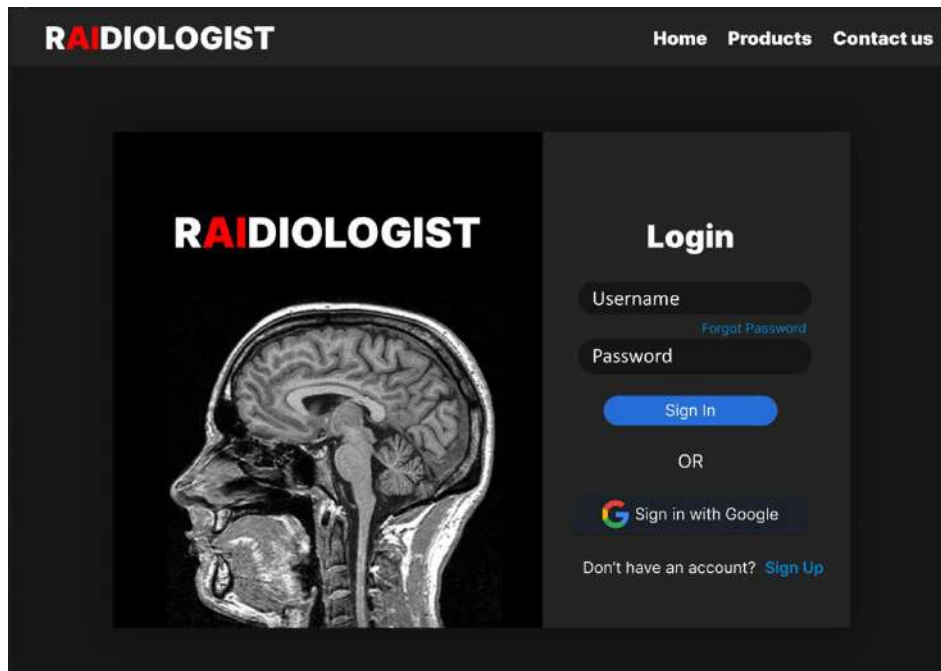 RAIDIOLOGIST
Home Products Contact us
RAIDIOLOGIST
Login
Username
Forgot Password
Password
Sign In
OR
Sign in with Google
Don't have an account? Sign Up